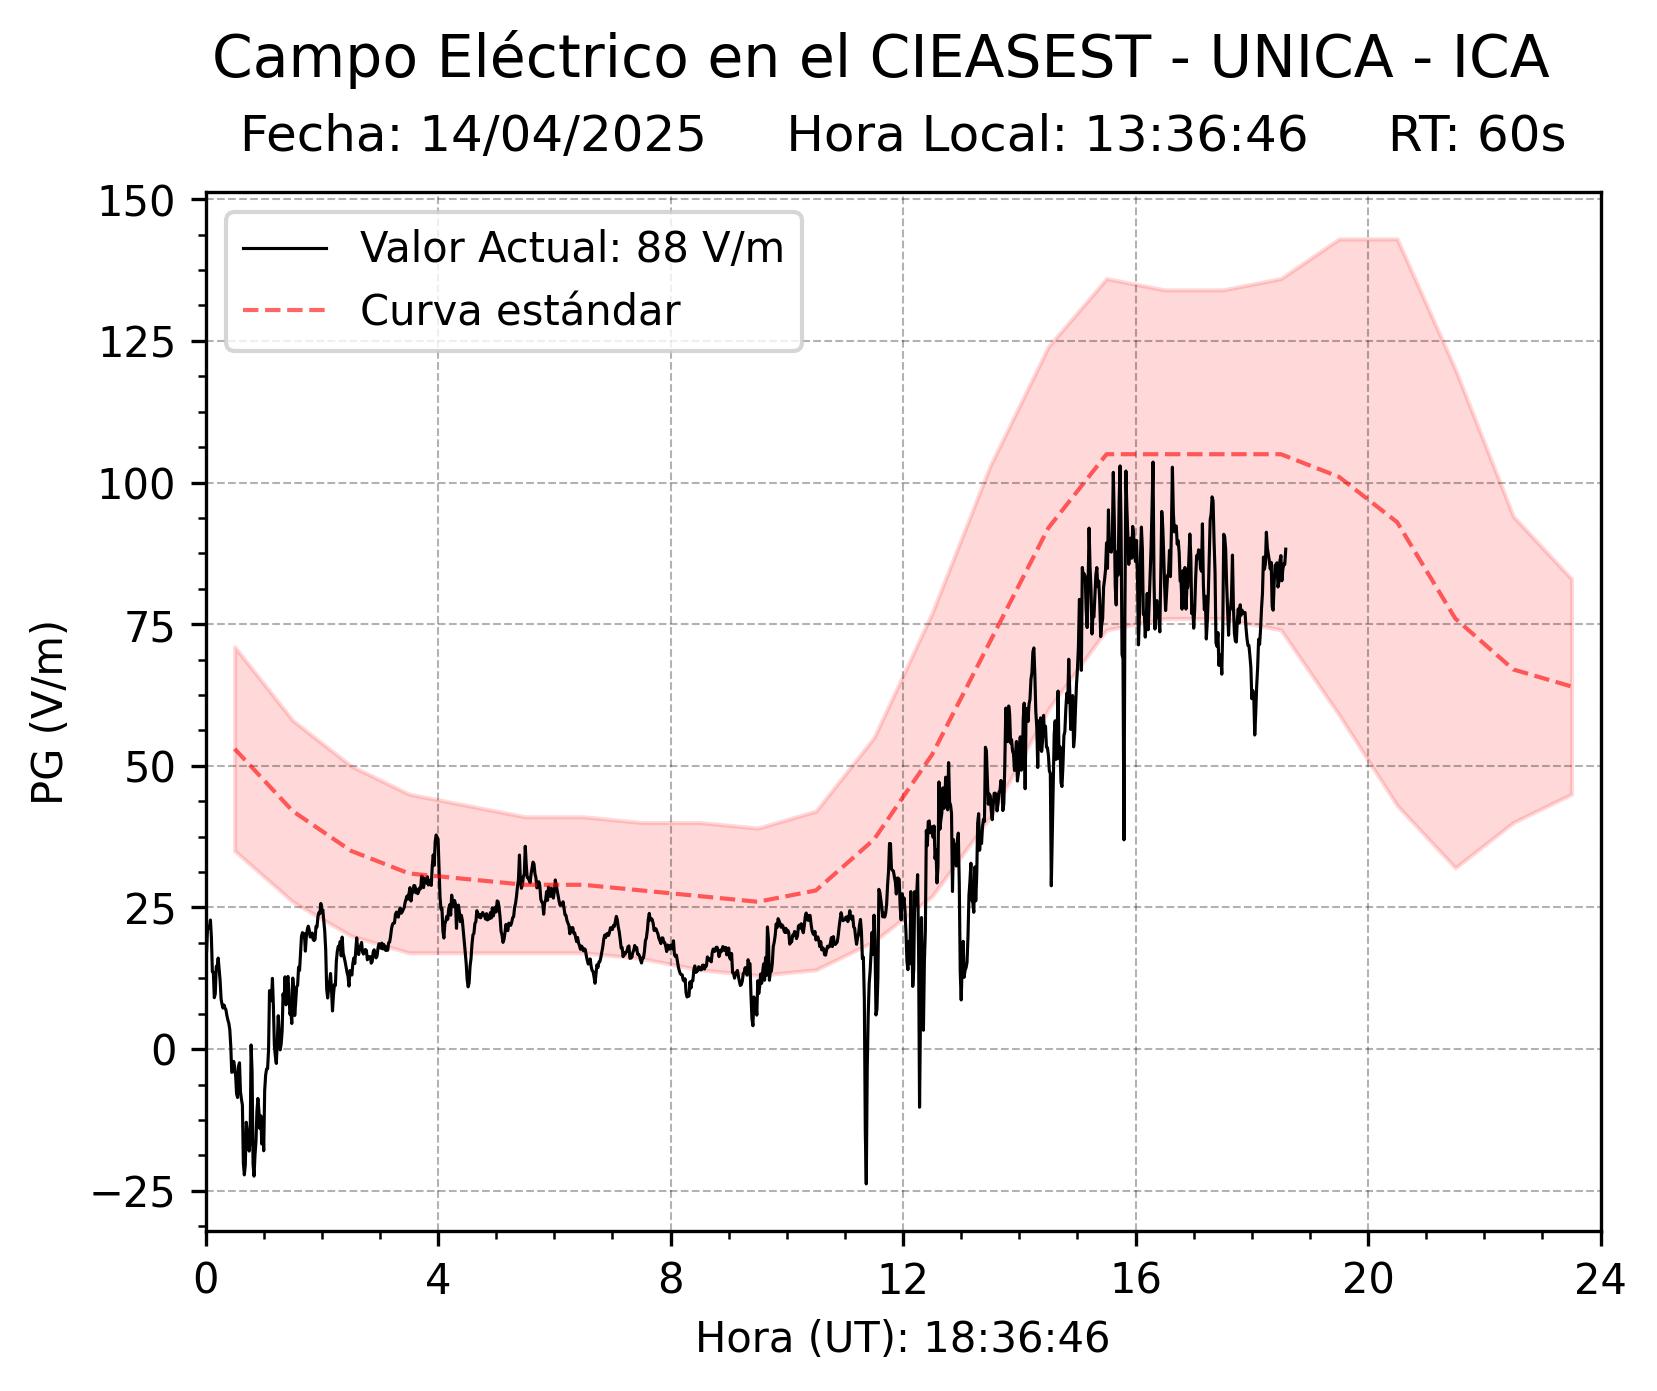 Campo Eléctrico en el CIEASEST - UNICA - ICA
Fecha: 14/04/2025 Hora Local: 13:36:46 RT: 60s
Valor Actual: 88 V/m
Curva estándar
PG (V/m)
150
125
100
75
50
25
0
−25
0 4 8 12 16 20 24
Hora (UT): 18:36:46